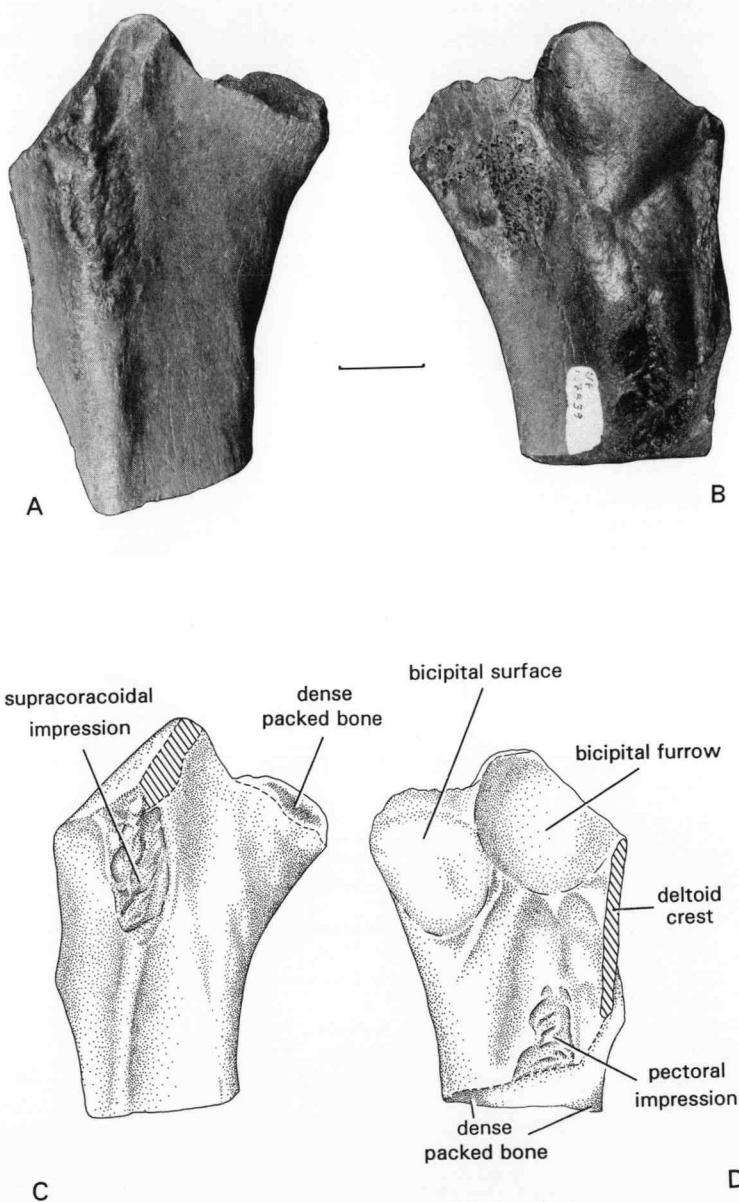 A
B
supracoracoidal
impression
dense
packed bone
bicipital surface
bicipital furrow
deltoid
crest
pectoral
impression
dense
packed bone
C
D